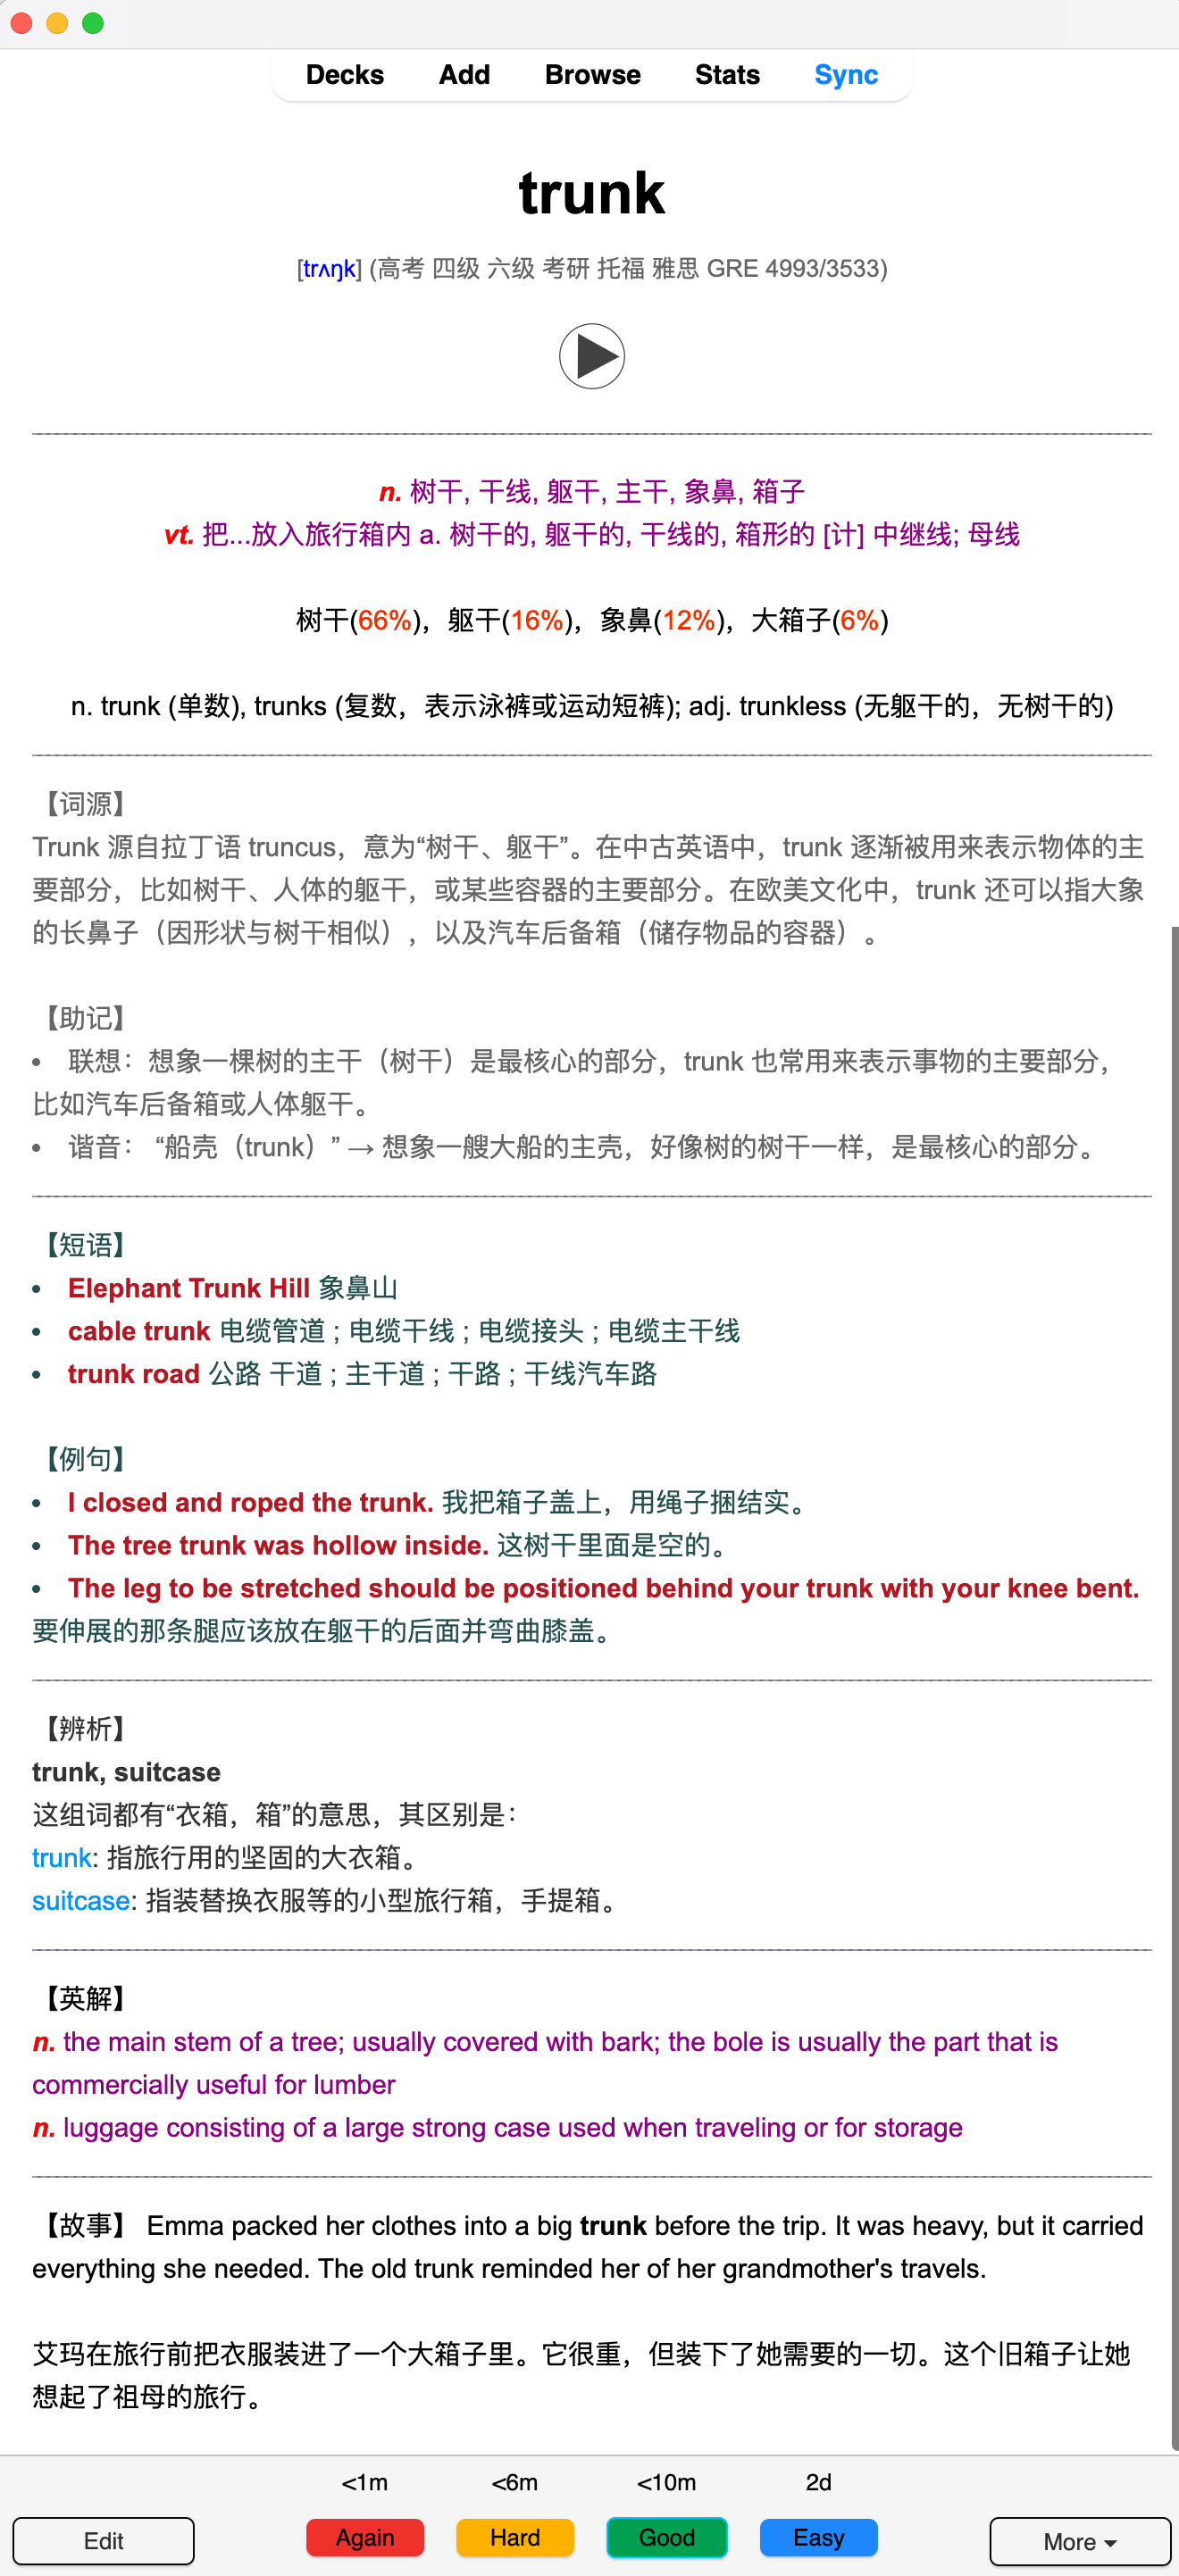 Decks Add Browse Stats Sync
trunk
[trʌŋk] (高考 四级 六级 考研 托福 雅思 GRE 4993/3533)
n. 树干, 干线, 躯干, 主干, 象鼻, 箱子
vt. 把...放入旅行箱内 a. 树干的, 躯干的, 干线的, 箱形的 [计] 中继线; 母线
树干(66%)，躯干(16%)，象鼻(12%)，大箱子(6%)
n. trunk (单数), trunks (复数，表示泳裤或运动短裤); adj. trunkless (无躯干的，无树干的)
【词源】
Trunk 源自拉丁语 truncus，意为“树干、躯干”。在中古英语中，trunk 逐渐被用来表示物体的主
要部分，比如树干、人体的躯干，或某些容器的主要部分。在欧美文化中，trunk 还可以指大象
的长鼻子（因形状与树干相似），以及汽车后备箱（储存物品的容器）。
【助记】
• 联想：想象一棵树的主干（树干）是最核心的部分，trunk 也常用来表示事物的主要部分，
比如汽车后备箱或人体躯干。
• 谐音： “船壳（trunk）” → 想象一艘大船的主壳，好像树的树干一样，是最核心的部分。
【短语】
• Elephant Trunk Hill 象鼻山
• cable trunk 电缆管道 ; 电缆干线 ; 电缆接头 ; 电缆主干线
• trunk road 公路 干道 ; 主干道 ; 干路 ; 干线汽车路
【例句】
• I closed and roped the trunk. 我把箱子盖上，用绳子捆结实。
• The tree trunk was hollow inside. 这树干里面是空的。
• The leg to be stretched should be positioned behind your trunk with your knee bent.
要伸展的那条腿应该放在躯干的后面并弯曲膝盖。
【辨析】
trunk, suitcase
这组词都有“衣箱，箱”的意思，其区别是：
trunk: 指旅行用的坚固的大衣箱。
suitcase: 指装替换衣服等的小型旅行箱，手提箱。
【英解】
n. the main stem of a tree; usually covered with bark; the bole is usually the part that is
commercially useful for lumber
n. luggage consisting of a large strong case used when traveling or for storage
【故事】 Emma packed her clothes into a big trunk before the trip. It was heavy, but it carried
everything she needed. The old trunk reminded her of her grandmother's travels.
艾玛在旅行前把衣服装进了一个大箱子里。它很重，但装下了她需要的一切。这个旧箱子让她
想起了祖母的旅行。
<1m <6m <10m 2d
Edit Again Hard Good Easy More